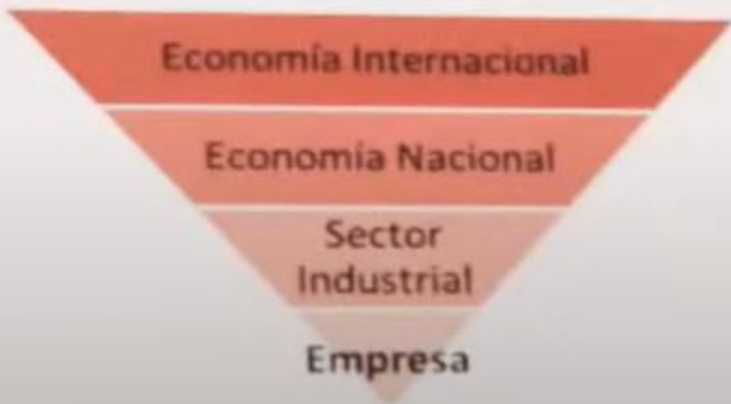 Economía Internacional
Economía Nacional
Sector
Industrial
Empresa